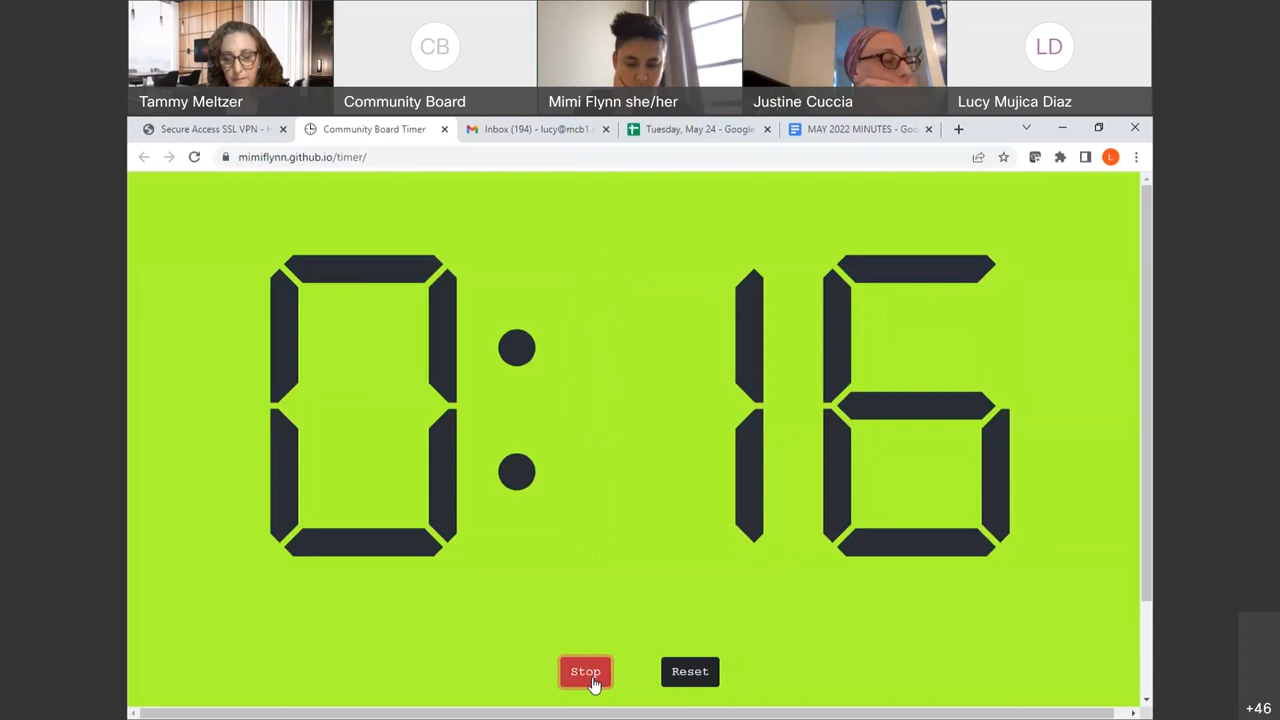 CB
LD
Tammy Meltzer
Community Board
Mimi Flynn she/her
Justine Cuccia
Lucy Mujica Diaz
Secure Access SSL VPN - H
Community Board Timer
Inbox (194) - lucy@mcb1.
Tuesday, May 24 - Google
MAY 2022 MINUTES - Goo
mimiflynn.github.io/timer/
L
0:16
Stop
Reset
+46